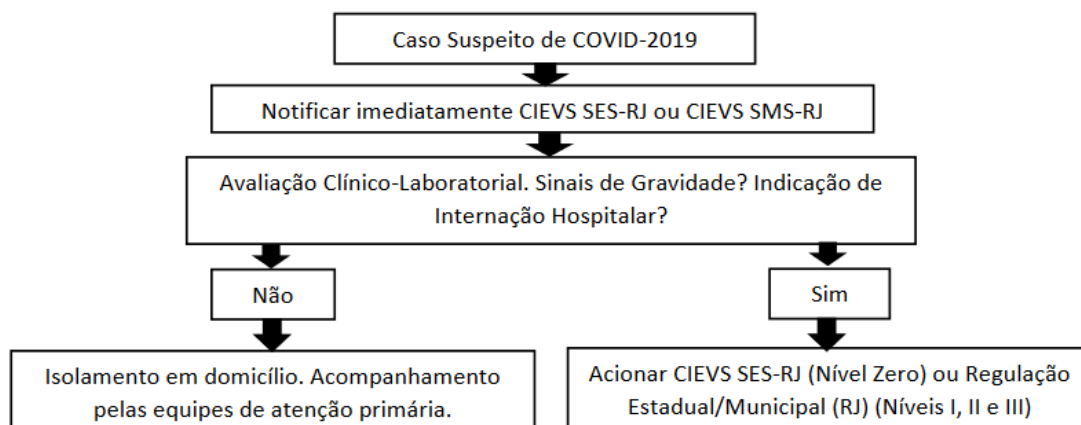 Caso Suspeito de COVID-2019
Notificar imediatamente CIEVS SES-RJ ou CIEVS SMS-RJ
Avaliação Clínico-Laboratorial. Sinais de Gravidade? Indicação de
Internação Hospitalar?
Não
Sim
Isolamento em domicílio. Acompanhamento
pelas equipes de atenção primária.
Acionar CIEVS SES-RJ (Nível Zero) ou Regulação
Estadual/Municipal (RJ) (Níveis I, II e III)